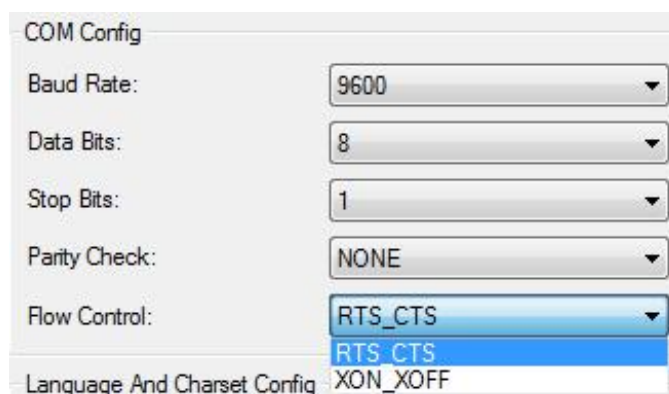 COM Config
Baud Rate: 9600
Data Bits: 8
Stop Bits: 1
Parity Check: NONE
Flow Control: RTS_CTS
RTS_CTS
Language And Charset Config XON_XOFF